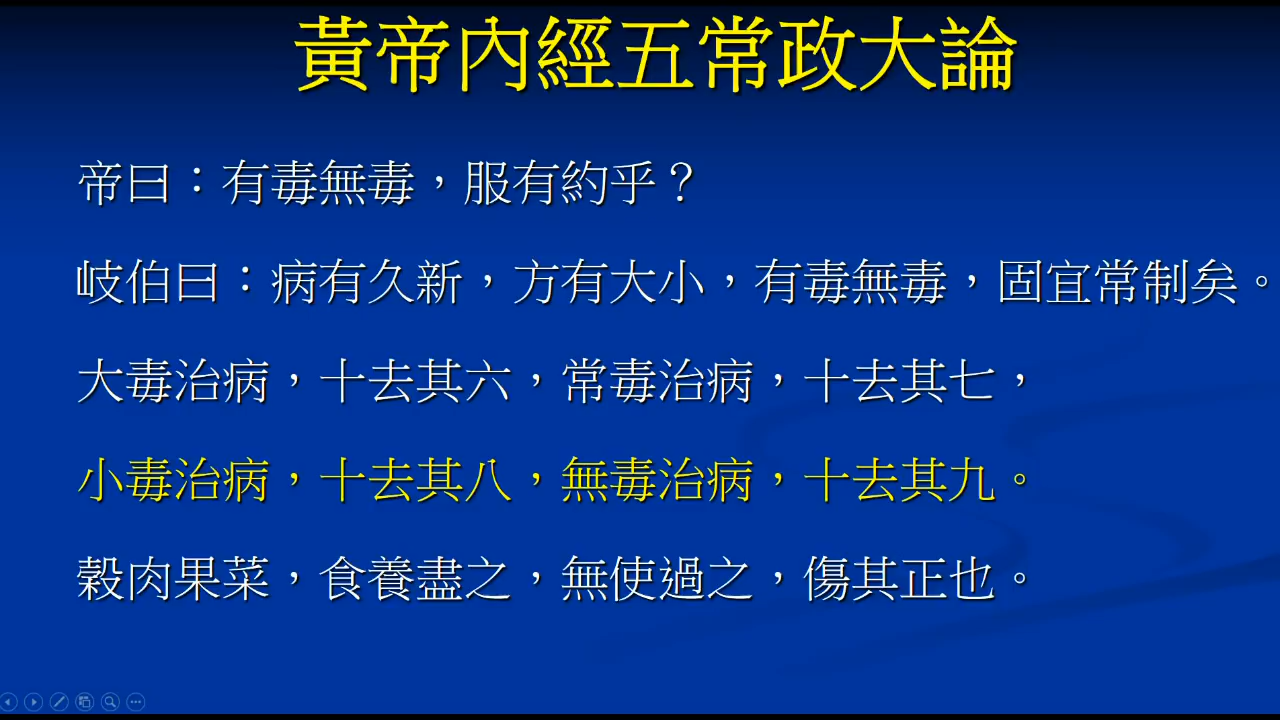 黃帝內經五常政大論
帝曰：有毒無毒，服有約乎？
岐伯曰：病有久新，方有大小，有毒無毒，固宜常制矣。
大毒治病，十去其六，常毒治病，十去其七，
小毒治病，十去其八，無毒治病，十去其九。
穀肉果菜，食養盡之，無使過之，傷其正也。